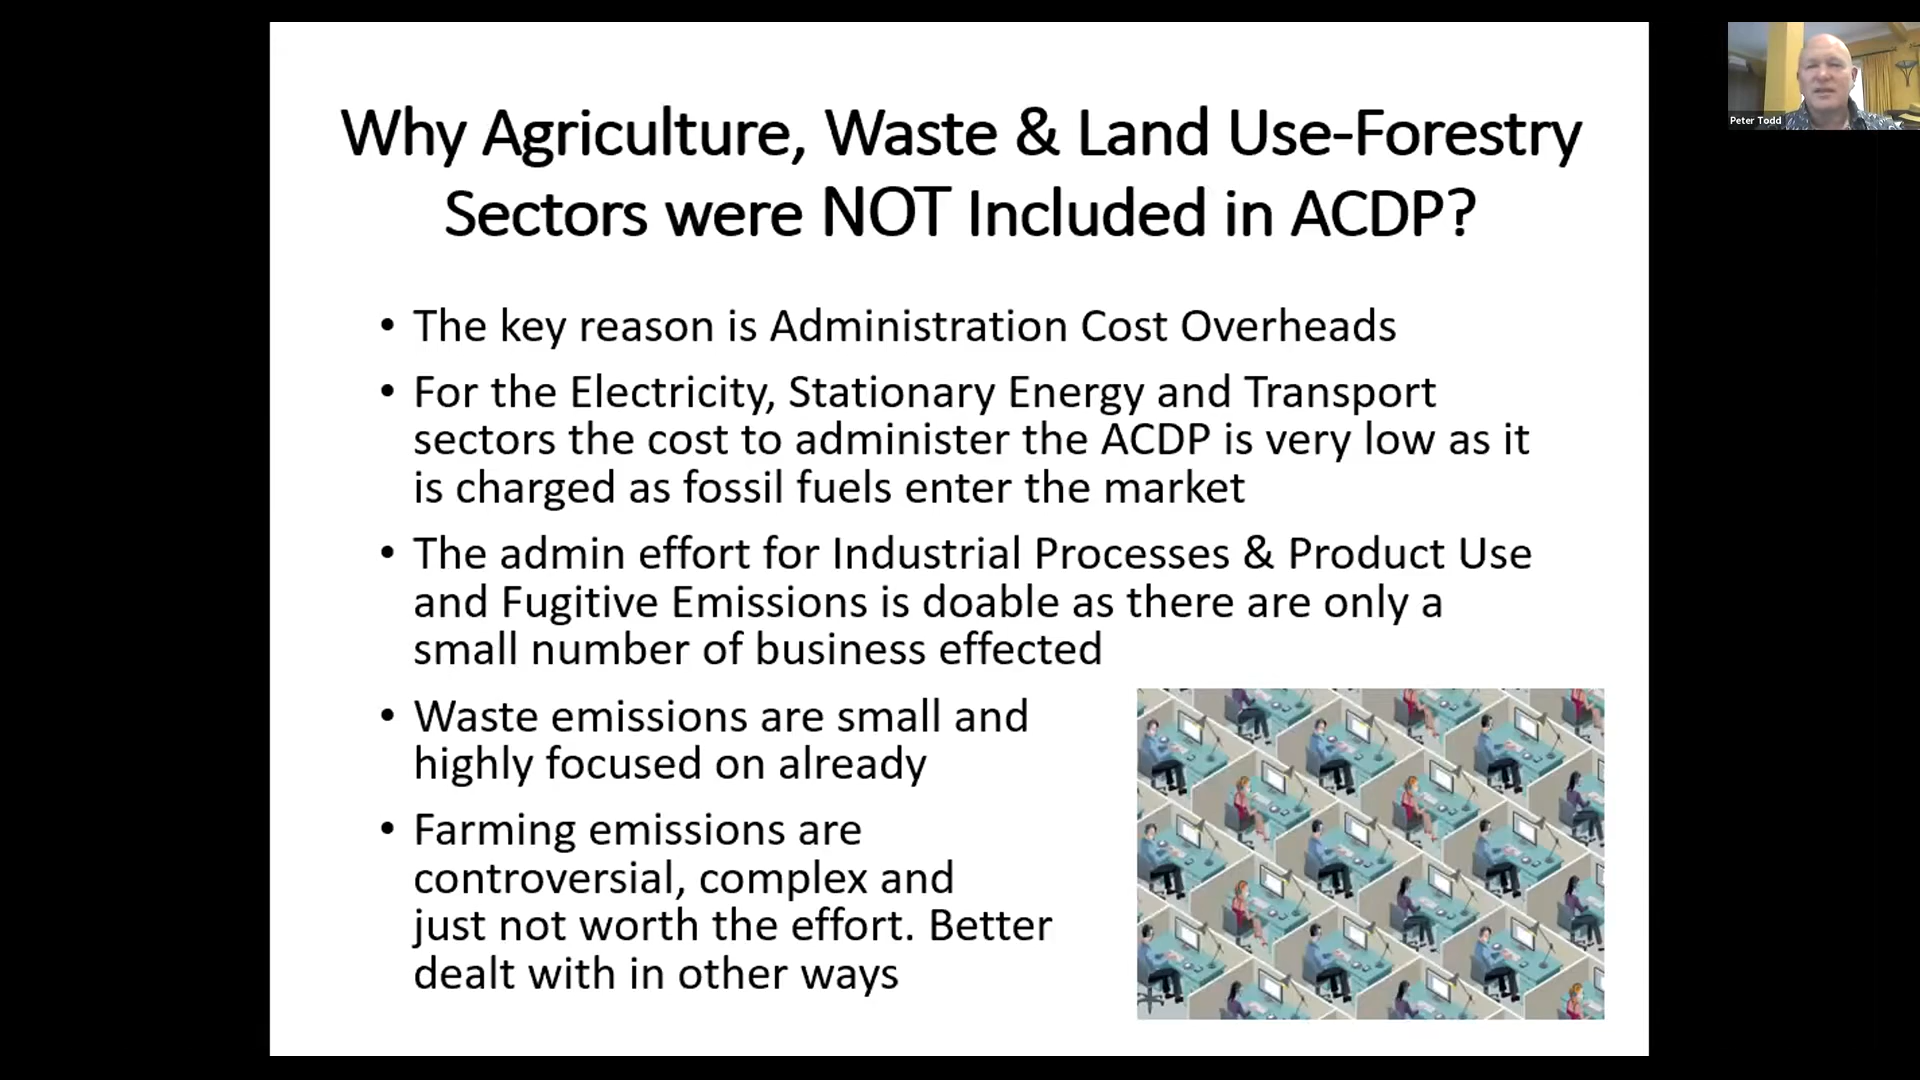 Why Agriculture, Waste & Land Use-Forestry
Sectors were NOT Included in ACDP?
• The key reason is Administration Cost Overheads
• For the Electricity, Stationary Energy and Transport
sectors the cost to administer the ACDP is very low as it
is charged as fossil fuels enter the market
• The admin effort for Industrial Processes & Product Use
and Fugitive Emissions is doable as there are only a
small number of business effected
• Waste emissions are small and
highly focused on already
• Farming emissions are
controversial, complex and
just not worth the effort. Better
dealt with in other ways
Peter Todd